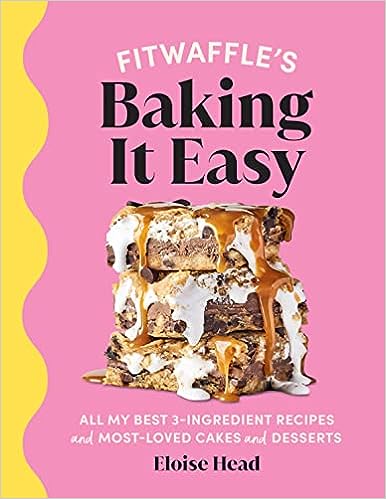 FITWAFFLE'S
Baking
It Easy
ALL MY BEST 3-INGREDIENT RECIPES
and MOST-LOVED CAKES and DESSERTS
Eloise Head